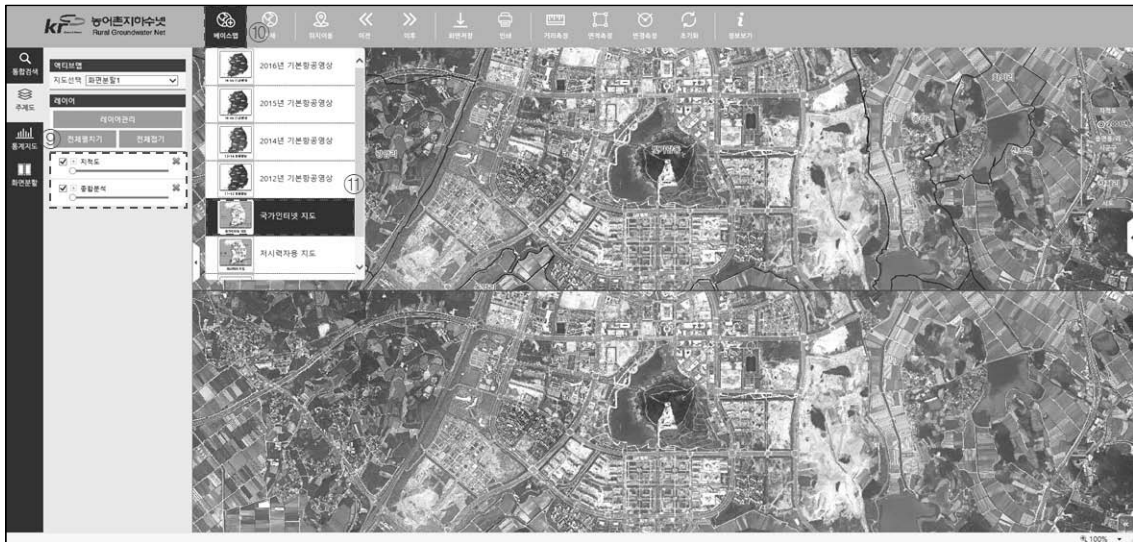 농어촌지하수넷
Rural Groundwater Net
베이스맵
⑩
위치이동
이전
이후
화면저장
인쇄
거리측정
면적측정
반경측정
초기화
정보보기
통합검색
주제도
통계지도
화면분할
액티브맵
지도선택 화면분할1
레이어
레이어관리
⑨
전체펼치기
전체접기
지적도
종합분석
2016년 기본항공영상
2015년 기본항공영상
2014년 기본항공영상
2012년 기본항공영상
⑪
국가인터넷 지도
저시력자용 지도
100%